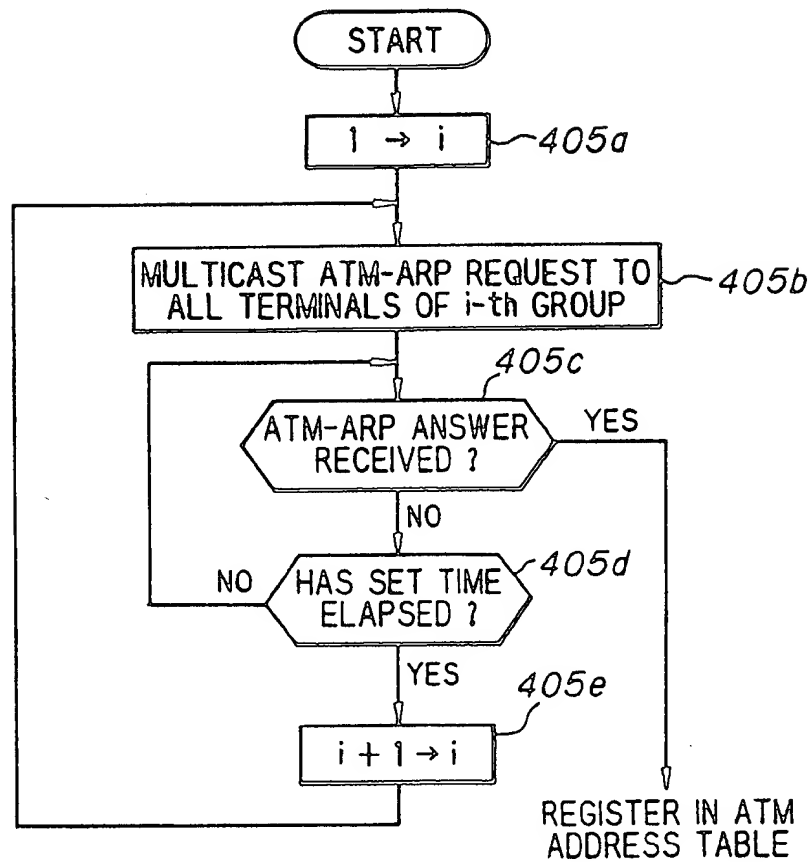 START
1 → i
405a
MULTICAST ATM-ARP REQUEST TO
ALL TERMINALS OF i-th GROUP
405b
405c
ATM-ARP ANSWER
RECEIVED ?
YES
NO
405d
NO
HAS SET TIME
ELAPSED ?
YES
405e
i + 1 → i
REGISTER IN ATM
ADDRESS TABLE